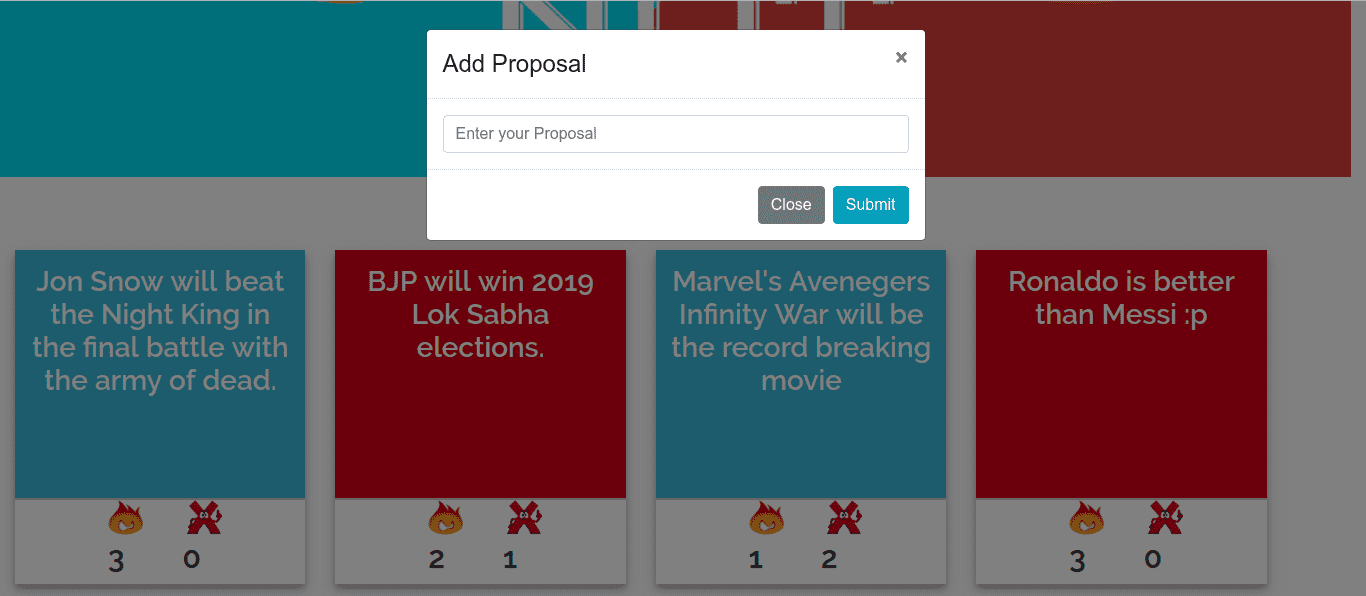 Add Proposal
×
Enter your Proposal
Close Submit
Jon Snow will beat
the Night King in
the final battle with
the army of dead.
3 0
BJP will win 2019
Lok Sabha
elections.
2 1
Marvel's Avenegers
Infinity War will be
the record breaking
movie
1 2
Ronaldo is better
than Messi :p
3 0